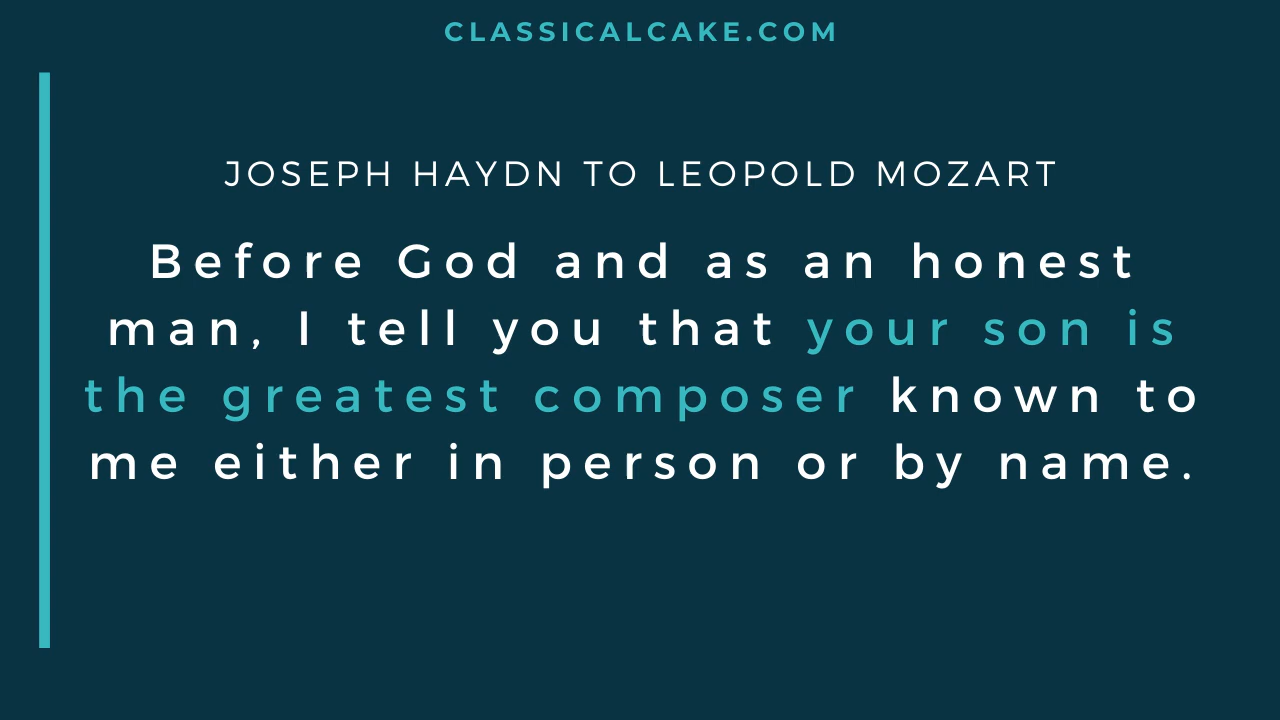 CLASSICALCAKE.COM
JOSEPH HAYDN TO LEOPOLD MOZART
Before God and as an honest
man, I tell you that your son is
the greatest composer known to
me either in person or by name.